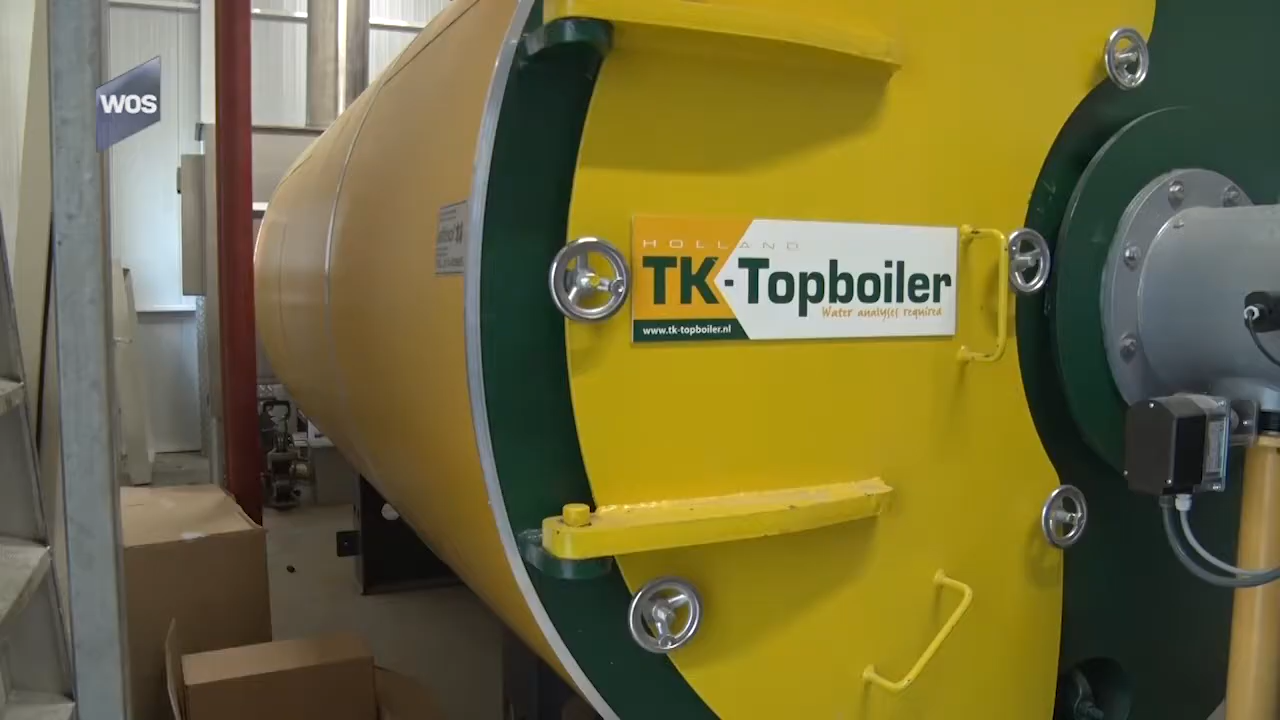 WOS
HOLLAND
TK-Topboiler
Water analyses required
www.tk-topboiler.nl